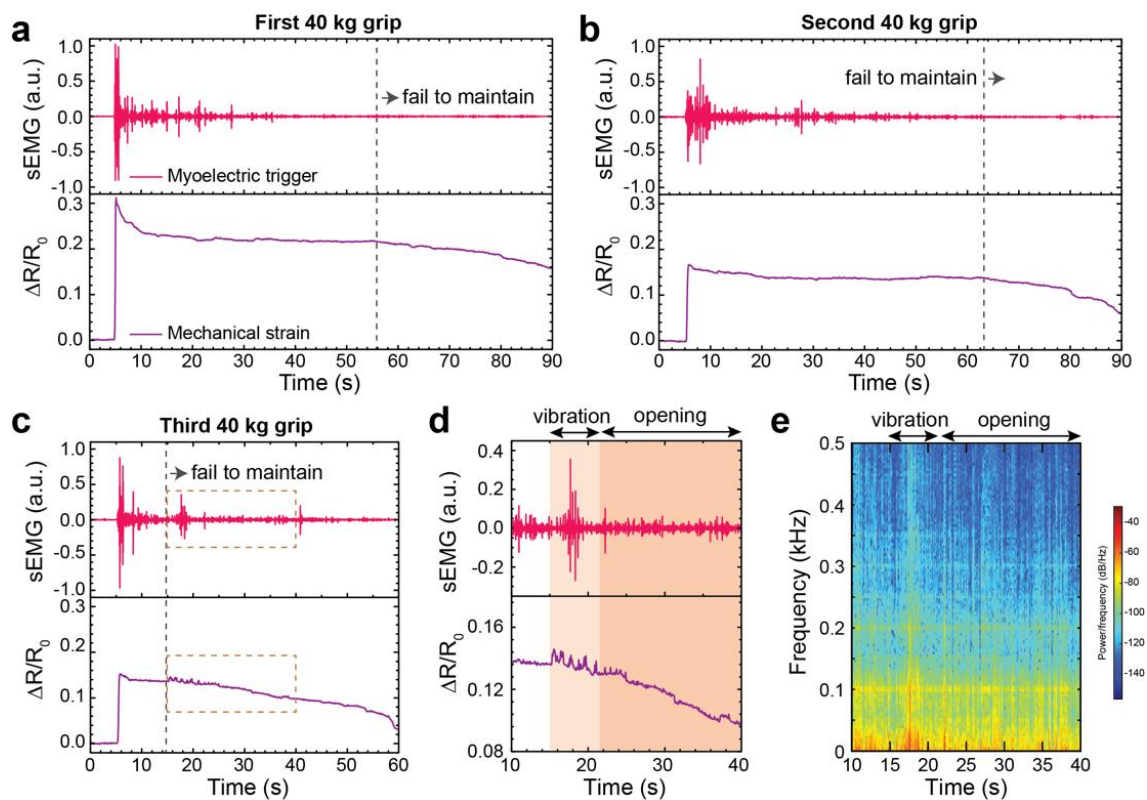 a
First 40 kg grip
1.0
0.5
0.0
-0.5
-1.0
sEMG (a.u.)
fail to maintain
Myoelectric trigger
0.3
0.2
0.1
0.0
ΔR/R0
Mechanical strain
0 10 20 30 40 50 60 70 80 90
Time (s)
b
Second 40 kg grip
1.0
0.5
0.0
-0.5
-1.0
sEMG (a.u.)
fail to maintain
0.3
0.2
0.1
0.0
ΔR/R0
0 10 20 30 40 50 60 70 80 90
Time (s)
c
Third 40 kg grip
1.0
0.5
0.0
-0.5
-1.0
sEMG (a.u.)
fail to maintain
0.3
0.2
0.1
0.0
ΔR/R0
0 10 20 30 40 50 60
Time (s)
d
vibration opening
0.4
0.2
0.0
-0.2
sEMG (a.u.)
0.16
0.12
0.08
ΔR/R0
10 20 30 40
Time (s)
e
vibration opening
0.5
0.4
0.3
0.2
0.1
0
Frequency (kHz)
10 15 20 25 30 35 40
Time (s)
-40
-60
-80
-100
-120
-140
Power/frequency (dB/Hz)